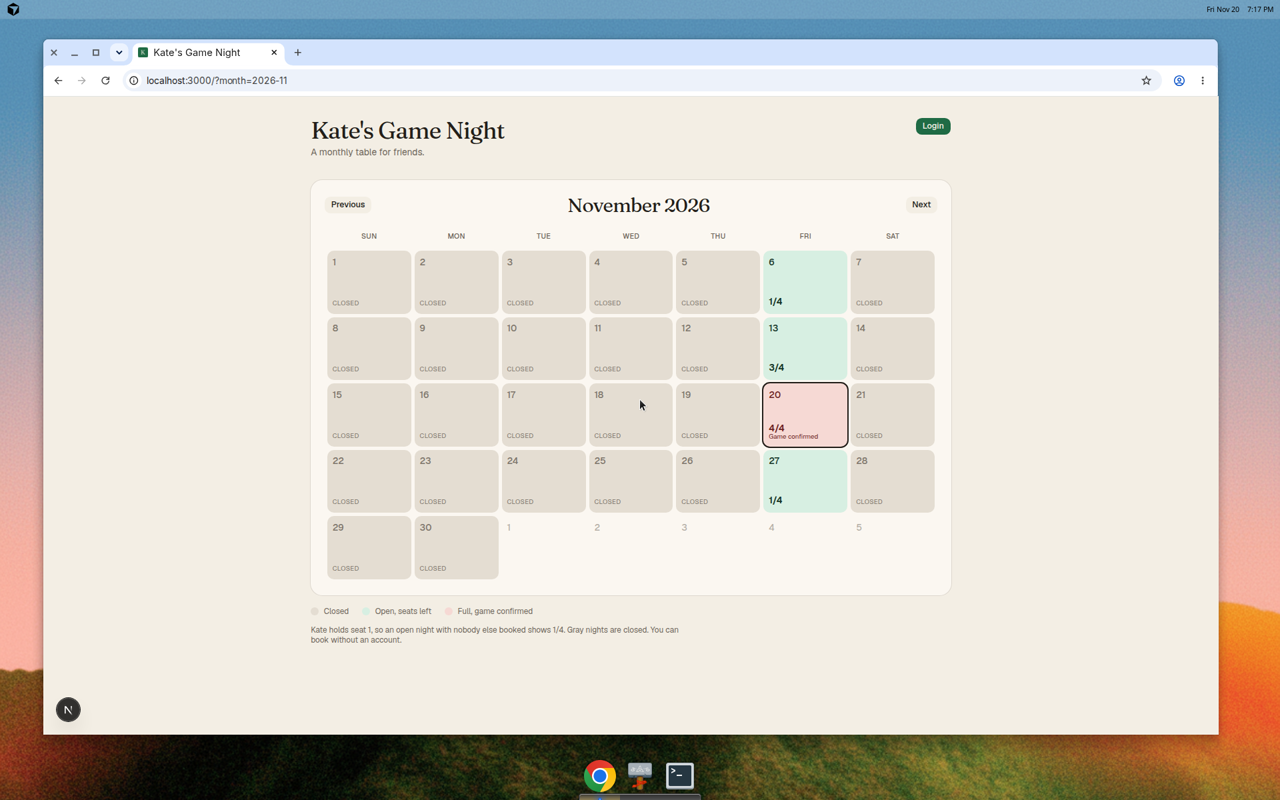 Fri Nov 20 7:17 PM
Kate's Game Night
localhost:3000/?month=2026-11
Kate's Game Night
Login
A monthly table for friends.
Previous
November 2026
Next
SUN MON TUE WED THU FRI SAT
1 2 3 4 5 6 7
CLOSED CLOSED CLOSED CLOSED CLOSED 1/4 CLOSED
8 9 10 11 12 13 14
CLOSED CLOSED CLOSED CLOSED CLOSED 3/4 CLOSED
15 16 17 18 19 20 21
CLOSED CLOSED CLOSED CLOSED CLOSED 4/4 CLOSED
Game confirmed
22 23 24 25 26 27 28
CLOSED CLOSED CLOSED CLOSED CLOSED 1/4 CLOSED
29 30 1 2 3 4 5
CLOSED CLOSED
Closed Open, seats left Full, game confirmed
Kate holds seat 1, so an open night with nobody else booked shows 1/4. Gray nights are closed. You can
book without an account.
N